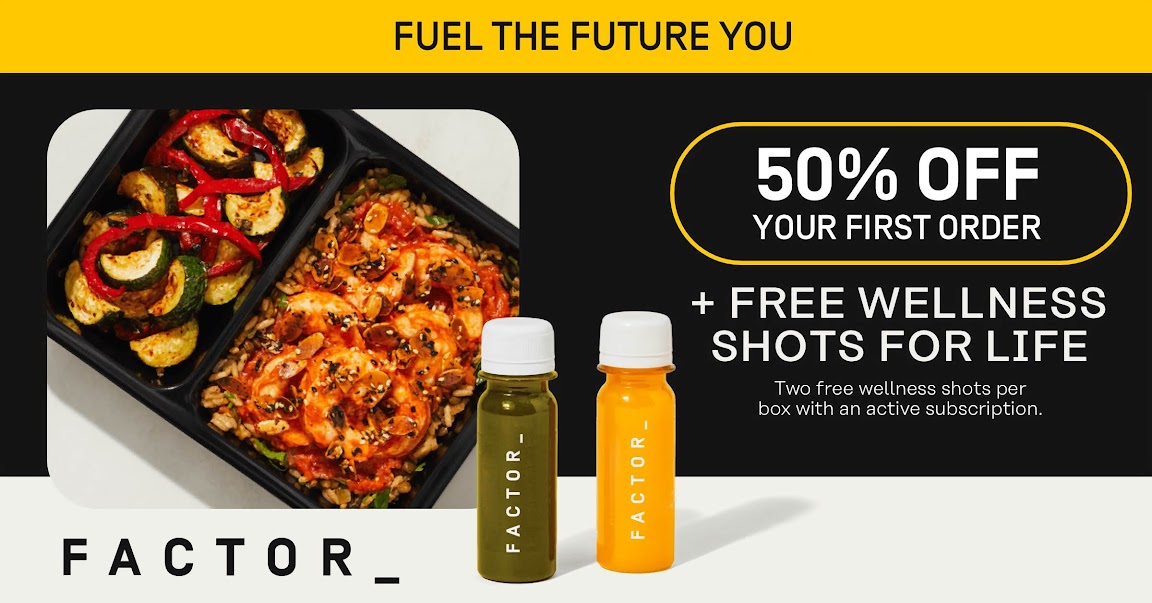 FUEL THE FUTURE YOU
50% OFF
YOUR FIRST ORDER
+ FREE WELLNESS
SHOTS FOR LIFE
Two free wellness shots per
box with an active subscription.
FACTOR_
FACTOR_
FACTOR_